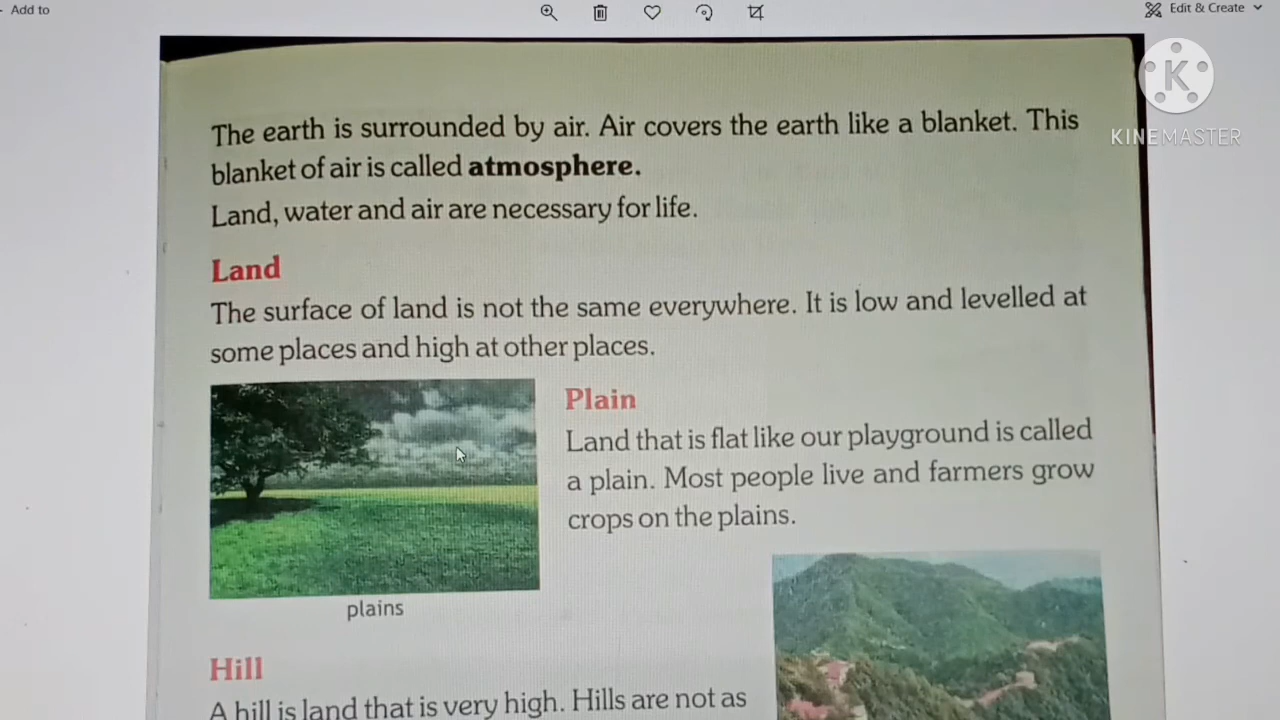 Add to
Edit & Create
K
KINEMASTER
The earth is surrounded by air. Air covers the earth like a blanket. This
blanket of air is called atmosphere.
Land, water and air are necessary for life.
Land
The surface of land is not the same everywhere. It is low and levelled at
some places and high at other places.
Plain
Land that is flat like our playground is called
a plain. Most people live and farmers grow
crops on the plains.
plains
Hill
A hill is land that is very high. Hills are not as